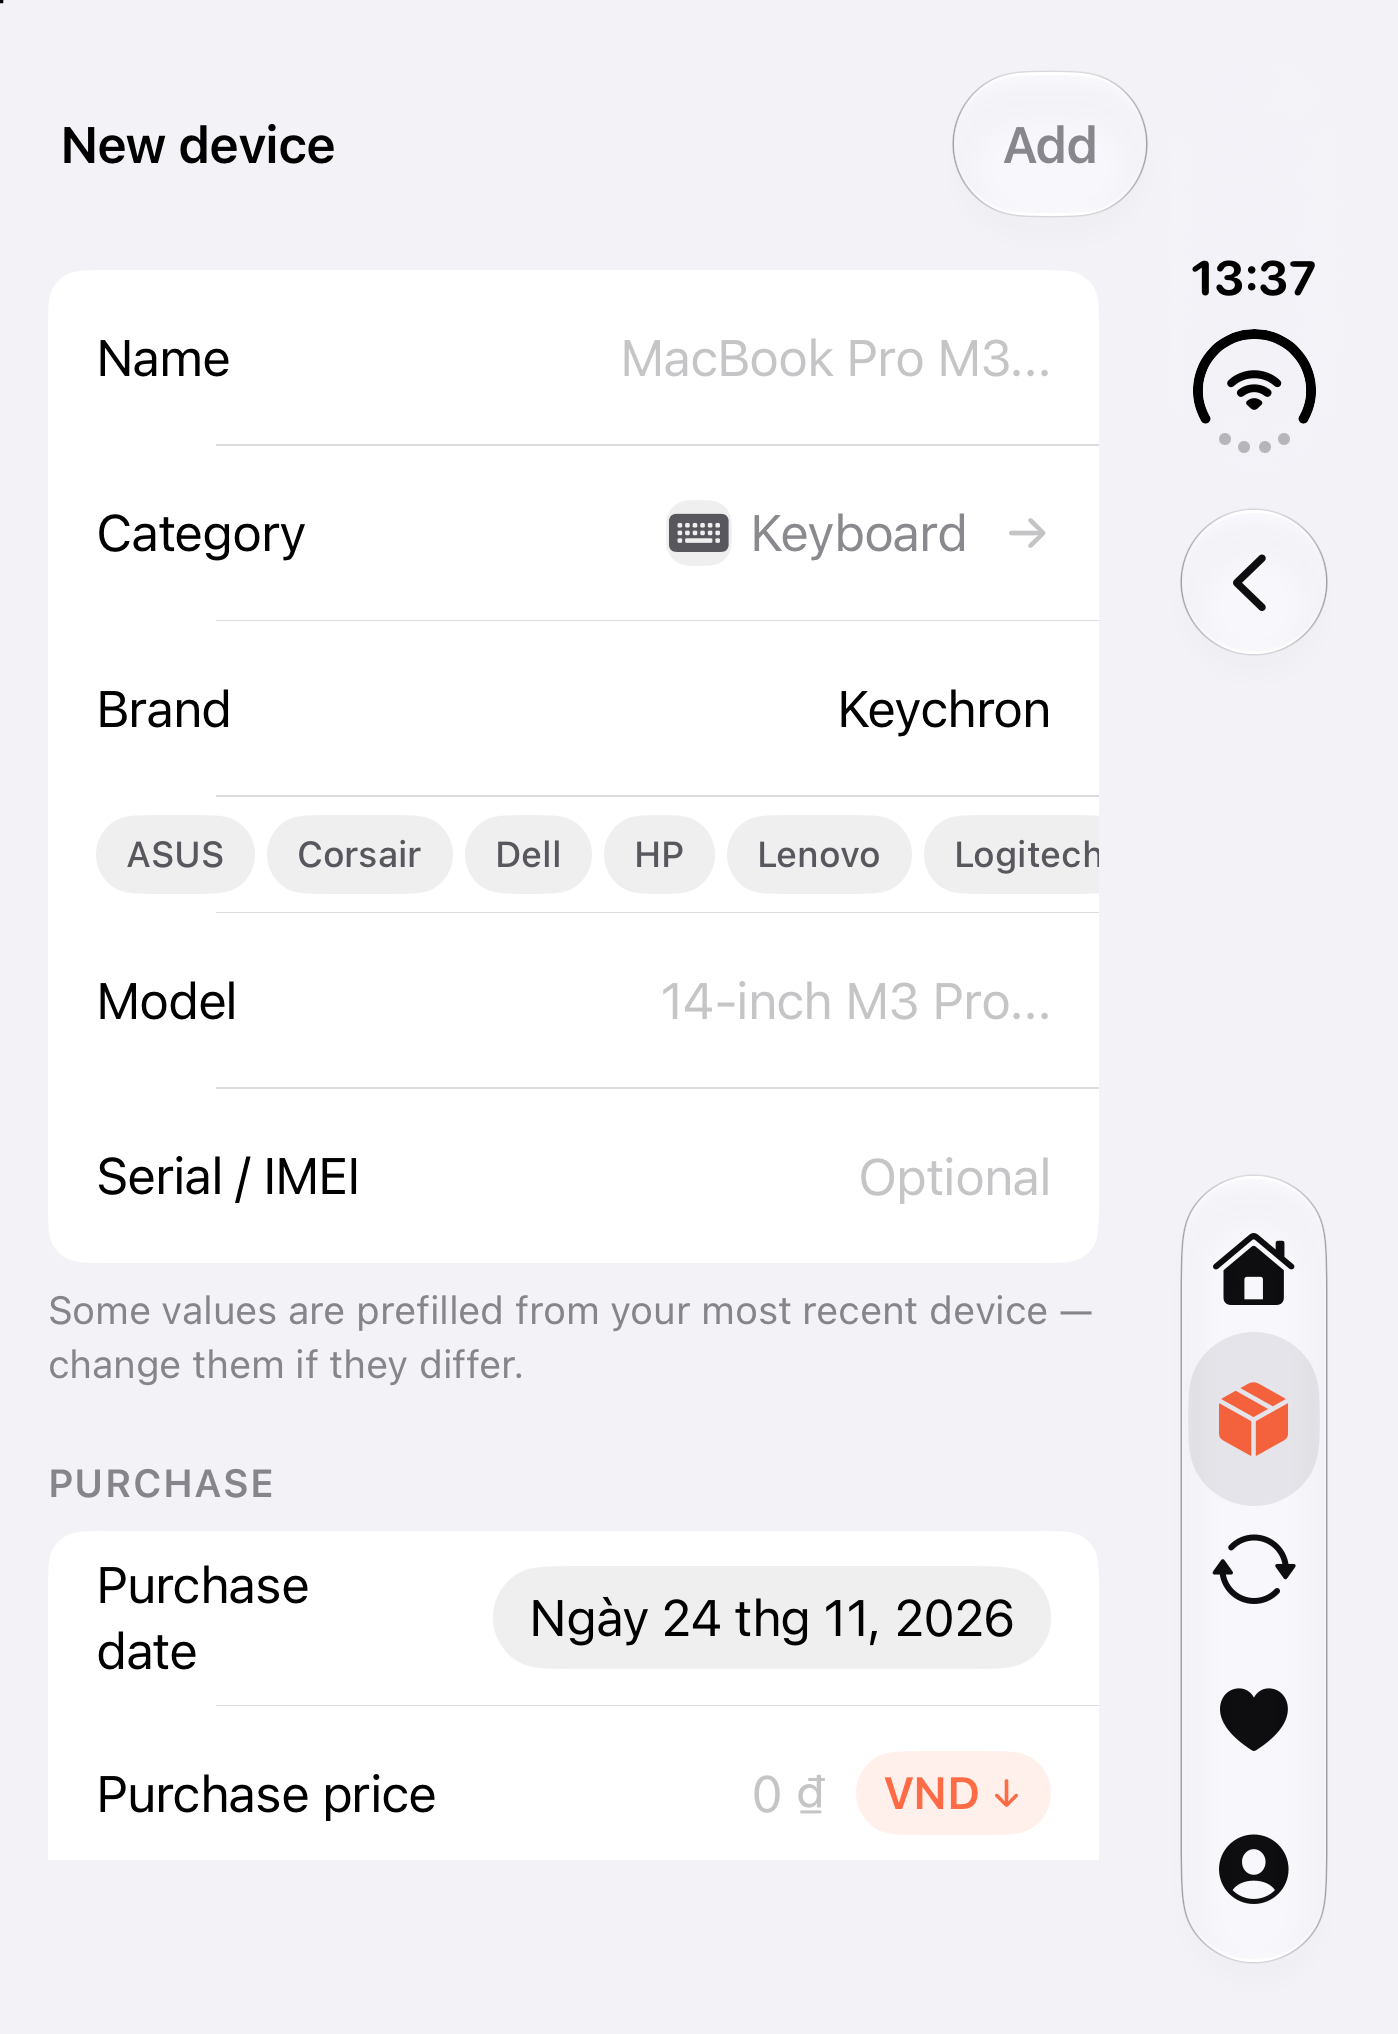 New device
Add
13:37
Name
MacBook Pro M3...
Category
Keyboard
Brand
Keychron
ASUS
Corsair
Dell
HP
Lenovo
Logitech
Model
14-inch M3 Pro...
Serial / IMEI
Optional
Some values are prefilled from your most recent device —
change them if they differ.
PURCHASE
Purchase
date
Ngày 24 thg 11, 2026
Purchase price
0 ₫
VND